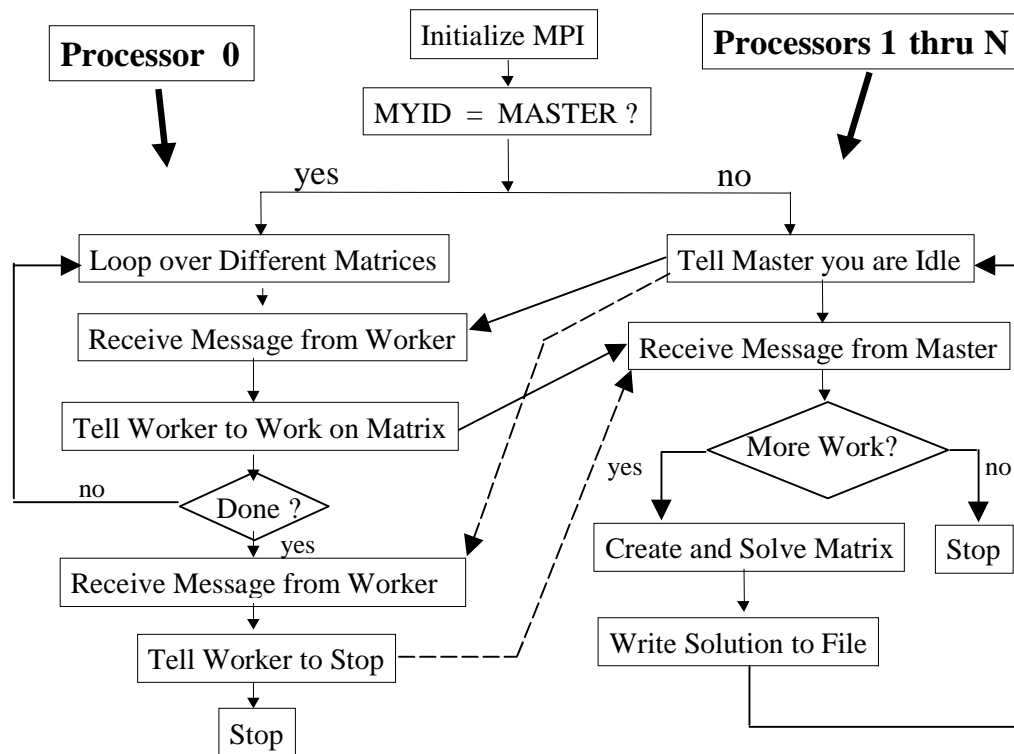 Processor 0
Initialize MPI
Processors 1 thru N
MYID = MASTER ?
yes
no
Loop over Different Matrices
Tell Master you are Idle
Receive Message from Worker
Receive Message from Master
Tell Worker to Work on Matrix
More Work?
no
Done ?
yes
yes
no
Create and Solve Matrix
Stop
Receive Message from Worker
Write Solution to File
Tell Worker to Stop
Stop